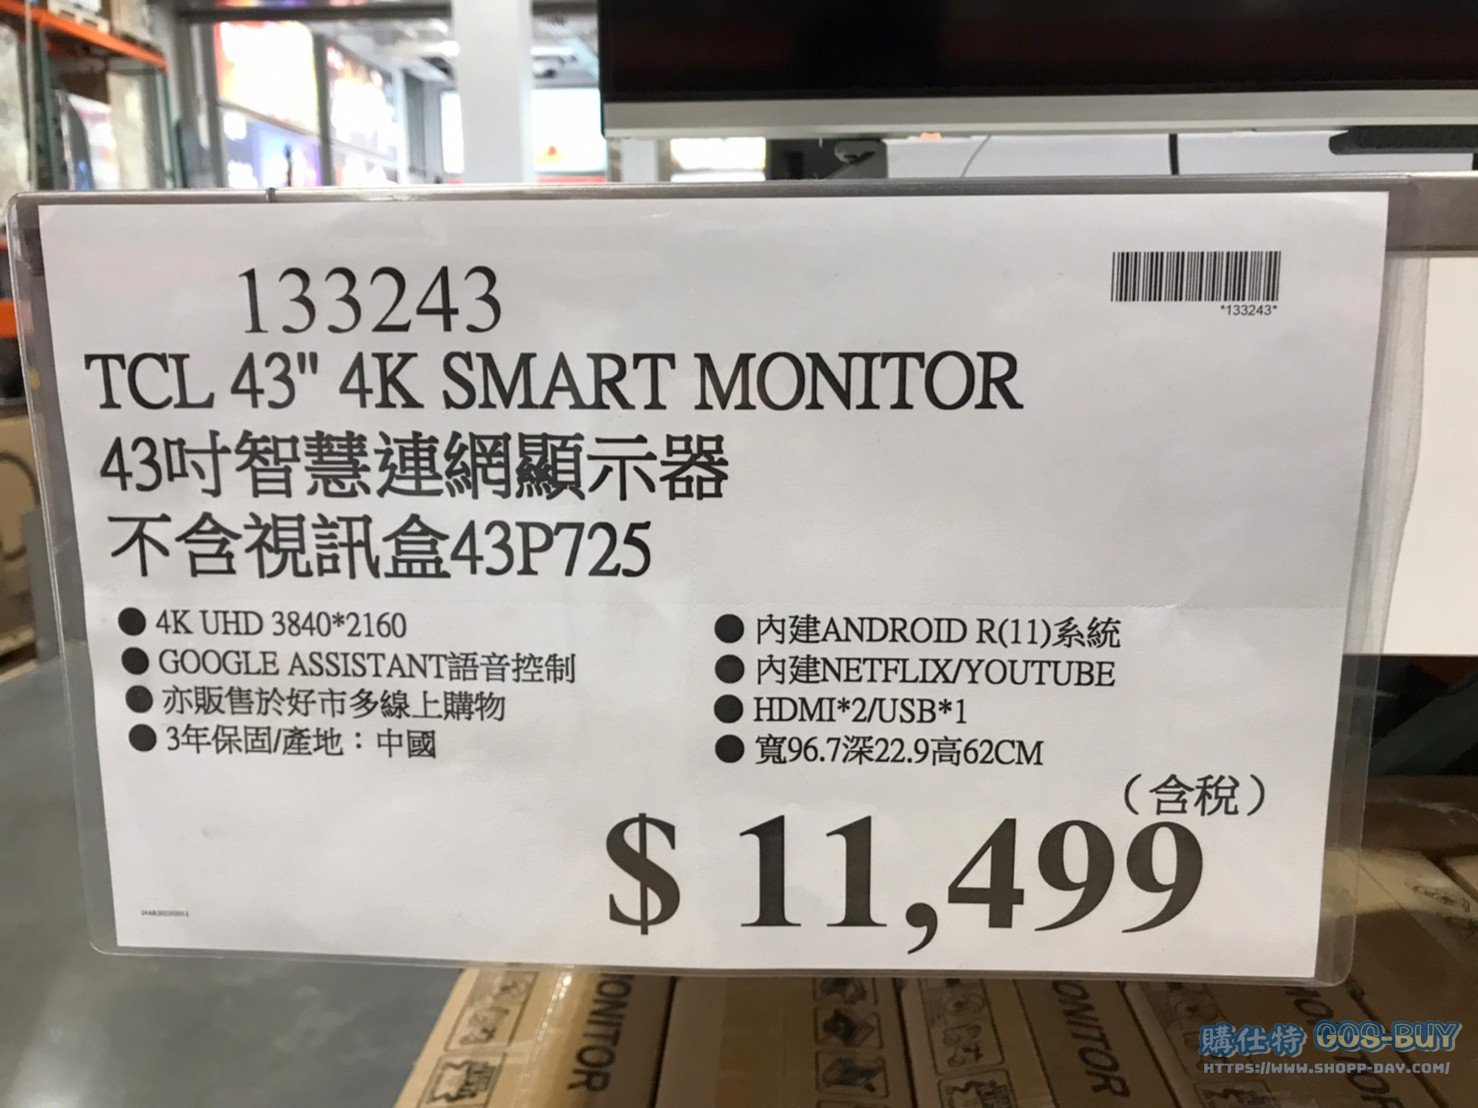 133243
*133243*
TCL 43" 4K SMART MONITOR
43吋智慧連網顯示器
不含視訊盒43P725
● 4K UHD 3840*2160
● GOOGLE ASSISTANT語音控制
● 亦販售於好市多線上購物
● 3年保固/產地：中國
● 內建ANDROID R(11)系統
● 內建NETFLIX/YOUTUBE
● HDMI*2/USB*1
● 寬96.7深22.9高62CM
（含稅）
$ 11,499
ONITOR
ONITOR
購仕特 COS-BUY
HTTPS://WWW.SHOPP-DAY.COM/